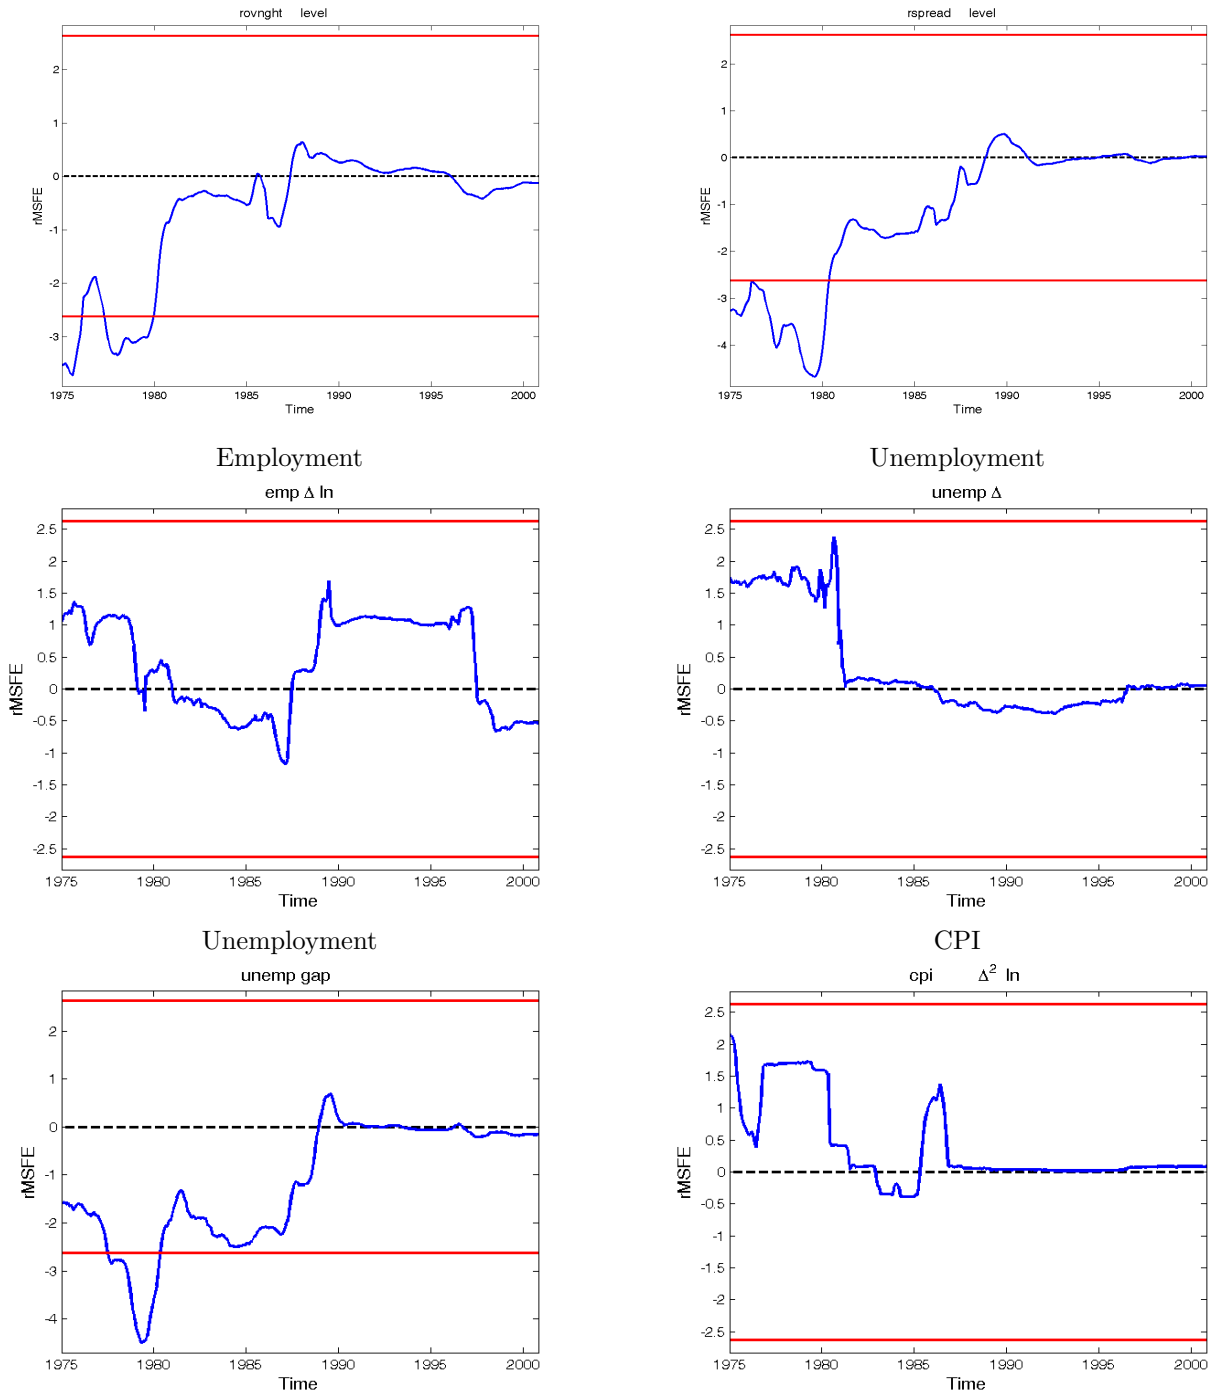 rovnght level
rMSFE
2
1
0
-1
-2
-3
1975 1980 1985 1990 1995 2000
Time
rspread level
rMSFE
2
1
0
-1
-2
-3
-4
1975 1980 1985 1990 1995 2000
Time
Employment
emp Δ ln
rMSFE
2.5
2
1.5
1
0.5
0
-0.5
-1
-1.5
-2
-2.5
1975 1980 1985 1990 1995 2000
Time
Unemployment
unemp Δ
rMSFE
2.5
2
1.5
1
0.5
0
-0.5
-1
-1.5
-2
-2.5
1975 1980 1985 1990 1995 2000
Time
Unemployment
unemp gap
rMSFE
2
1
0
-1
-2
-3
-4
1975 1980 1985 1990 1995 2000
Time
CPI
cpi Δ² ln
rMSFE
2.5
2
1.5
1
0.5
0
-0.5
-1
-1.5
-2
-2.5
1975 1980 1985 1990 1995 2000
Time